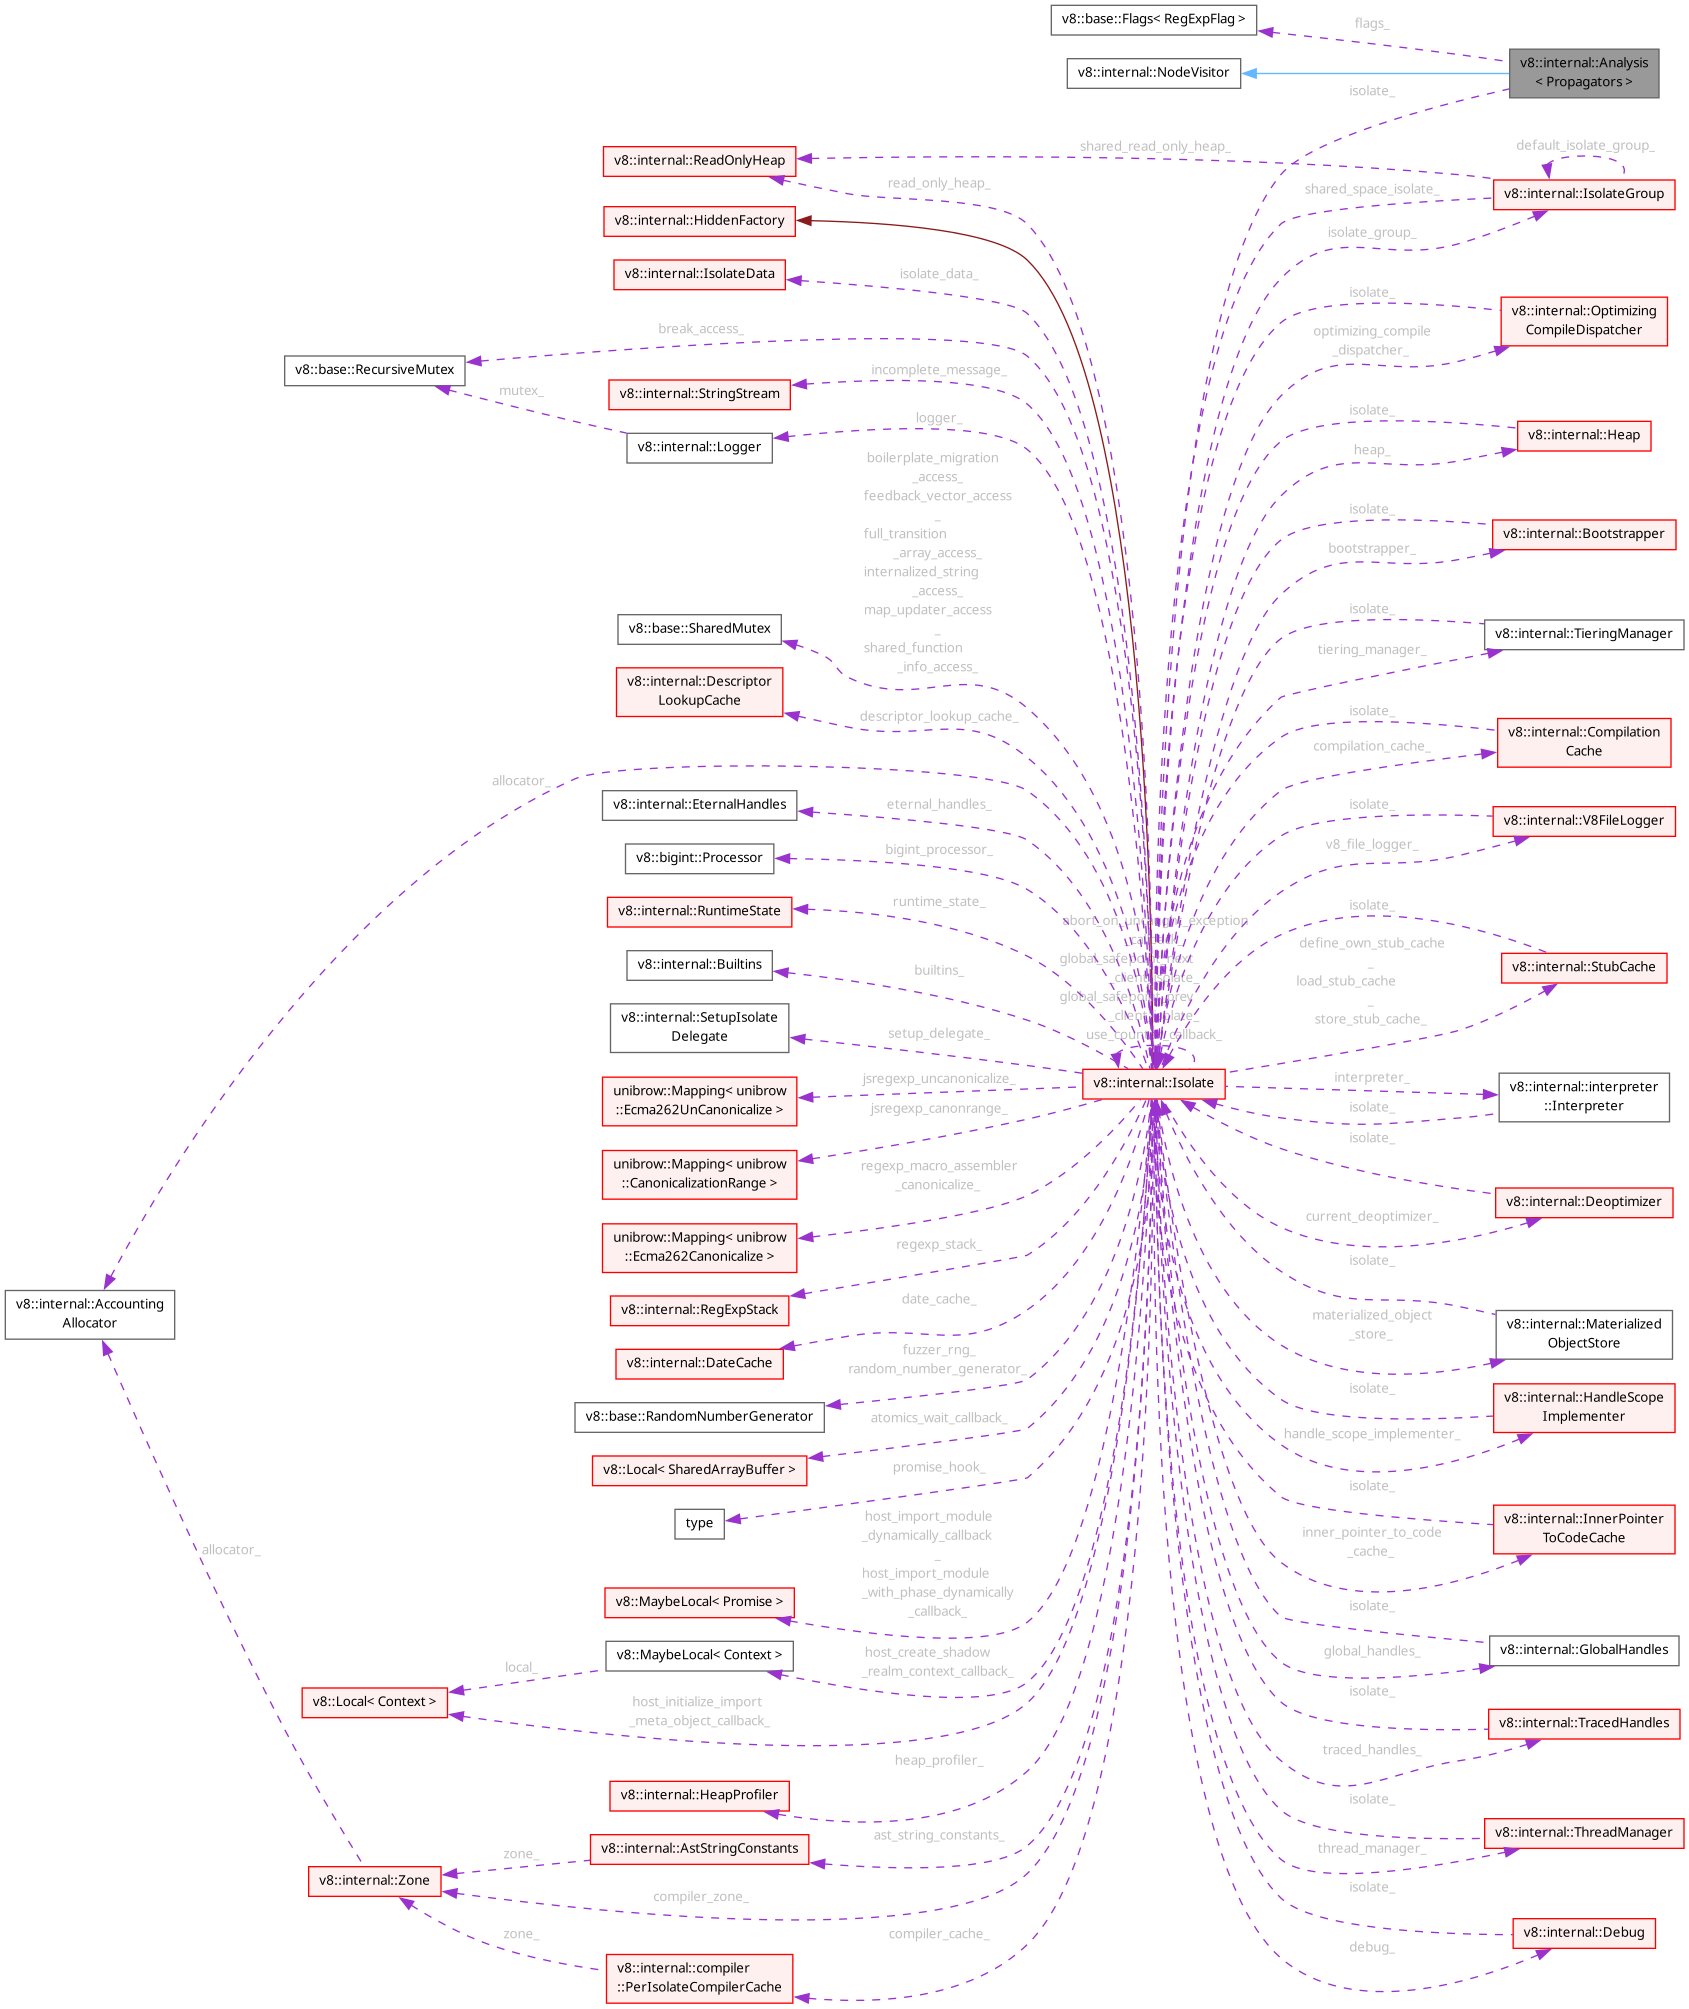 v8::base::Flags< RegExpFlag >
flags_
v8::internal::Analysis
< Propagators >
v8::internal::NodeVisitor
isolate_
v8::internal::ReadOnlyHeap
shared_read_only_heap_
default_isolate_group_
read_only_heap_
shared_space_isolate_
v8::internal::IsolateGroup
v8::internal::HiddenFactory
isolate_group_
v8::internal::IsolateData
isolate_data_
isolate_
v8::internal::Optimizing
CompileDispatcher
break_access_
optimizing_compile
_dispatcher_
v8::base::RecursiveMutex
mutex_
v8::internal::StringStream
incomplete_message_
v8::internal::Logger
logger_
isolate_
v8::internal::Heap
heap_
boilerplate_migration
_access_
feedback_vector_access
_
full_transition
_array_access_
internalized_string
_access_
map_updater_access
_
shared_function
_info_access_
isolate_
v8::internal::Bootstrapper
bootstrapper_
v8::base::SharedMutex
isolate_
v8::internal::TieringManager
tiering_manager_
v8::internal::Descriptor
LookupCache
descriptor_lookup_cache_
isolate_
v8::internal::Compilation
Cache
compilation_cache_
allocator_
v8::internal::EternalHandles
eternal_handles_
isolate_
v8::internal::V8FileLogger
v8_file_logger_
v8::bigint::Processor
bigint_processor_
v8::internal::RuntimeState
runtime_state_
isolate_
abort_on_uncaught_exception
_callback_
global_safepoint_next
_client_isolate_
global_safepoint_prev
_client_isolate_
use_counter_callback_
define_own_stub_cache
_
load_stub_cache
_
store_stub_cache_
v8::internal::StubCache
v8::internal::Builtins
builtins_
v8::internal::SetupIsolate
Delegate
setup_delegate_
v8::internal::Isolate
interpreter_
v8::internal::interpreter
::Interpreter
isolate_
unibrow::Mapping< unibrow
::Ecma262UnCanonicalize >
jsregexp_uncanonicalize_
jsregexp_canonrange_
isolate_
unibrow::Mapping< unibrow
::CanonicalizationRange >
regexp_macro_assembler
_canonicalize_
v8::internal::Deoptimizer
current_deoptimizer_
unibrow::Mapping< unibrow
::Ecma262Canonicalize >
regexp_stack_
isolate_
v8::internal::Accounting
Allocator
v8::internal::RegExpStack
date_cache_
materialized_object
_store_
v8::internal::Materialized
ObjectStore
v8::internal::DateCache
fuzzer_rng_
random_number_generator_
isolate_
v8::internal::HandleScope
Implementer
v8::base::RandomNumberGenerator
atomics_wait_callback_
handle_scope_implementer_
v8::Local< SharedArrayBuffer >
promise_hook_
isolate_
type
v8::internal::InnerPointer
ToCodeCache
inner_pointer_to_code
_cache_
allocator_
host_import_module
_dynamically_callback
_
host_import_module
_with_phase_dynamically
_callback_
v8::MaybeLocal< Promise >
isolate_
v8::MaybeLocal< Context >
host_create_shadow
_realm_context_callback_
global_handles_
v8::internal::GlobalHandles
local_
v8::Local< Context >
host_initialize_import
_meta_object_callback_
isolate_
v8::internal::TracedHandles
traced_handles_
heap_profiler_
v8::internal::HeapProfiler
isolate_
v8::internal::ThreadManager
thread_manager_
v8::internal::AstStringConstants
ast_string_constants_
zone_
v8::internal::Zone
compiler_zone_
isolate_
zone_
compiler_cache_
v8::internal::Debug
debug_
v8::internal::compiler
::PerIsolateCompilerCache